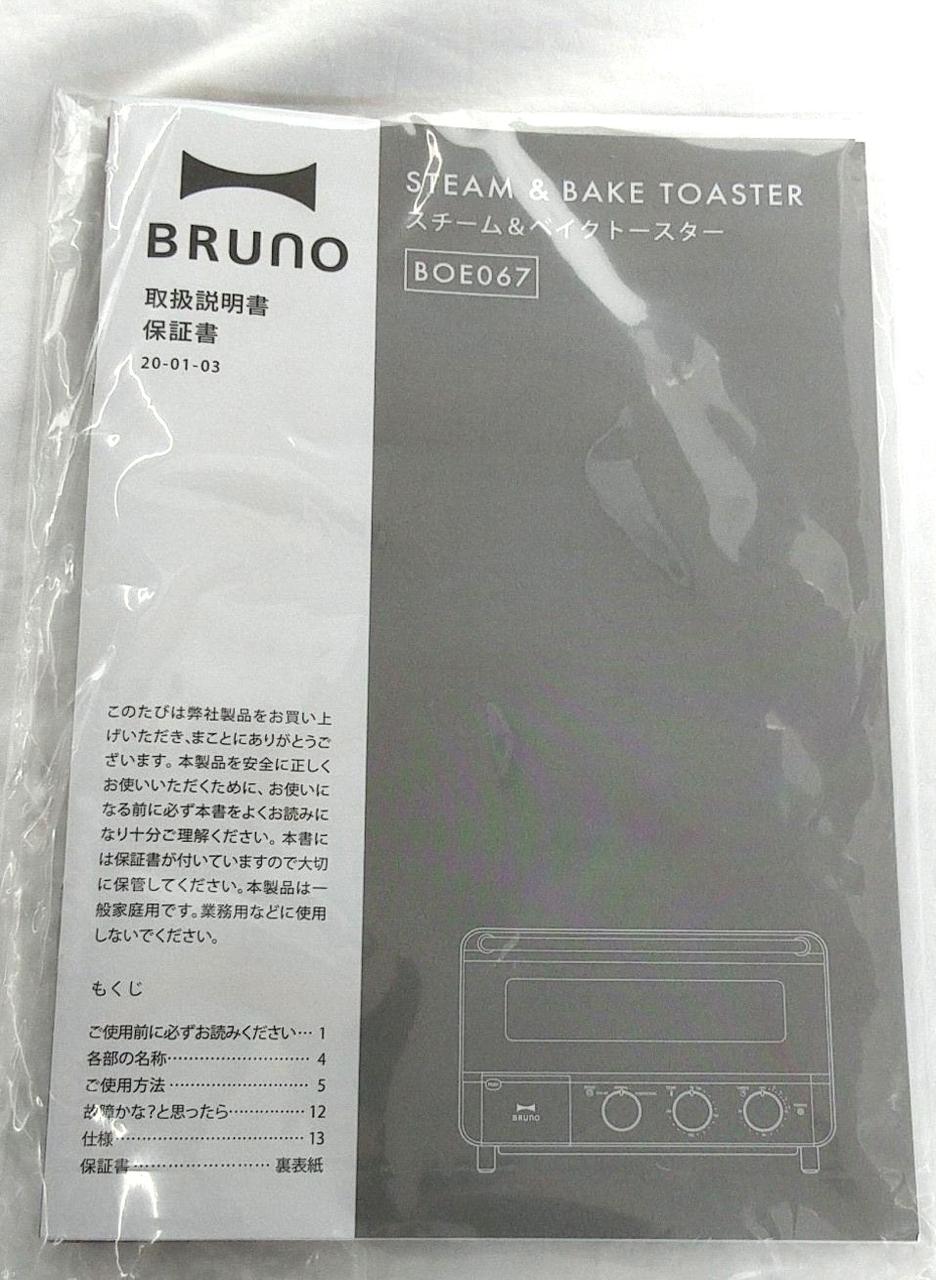 BRUNO
取扱説明書
保証書
20-01-03
STEAM & BAKE TOASTER
スチーム&ベイクトースター
BOE067
このたびは弊社製品をお買い上
げいただき、まことにありがとうご
ざいます。本製品を安全に正しく
お使いいただくために、お使いに
なる前に必ず本書をよくお読みに
なり十分ご理解ください。本書に
は保証書が付いていますので大切
に保管してください。本製品は一
般家庭用です。業務用などに使用
しないでください。
もくじ
ご使用前に必ずお読みください… 1
各部の名称………………………… 4
ご使用方法………………………… 5
故障かな?と思ったら…………… 12
仕様……………………………… 13
保証書……………………… 裏表紙
BRUNO